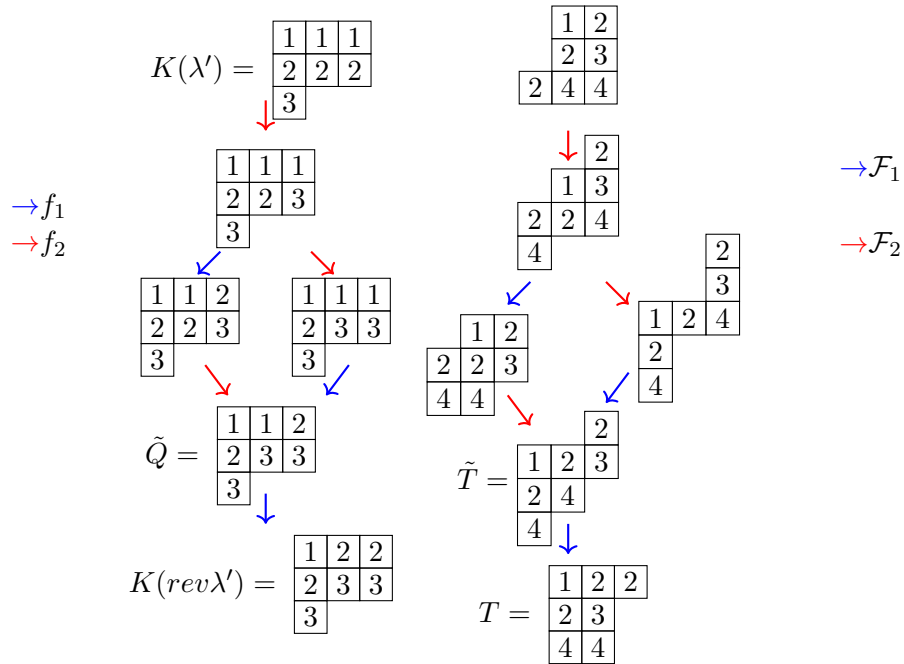 K(λ′) =
1 1 1
2 2 2
3
1 2
2 3
2 4 4
1 1 1
2 2 3
3
2
1 3
2 2 4
4
→f₁
→f₂
→𝓕₁
→𝓕₂
1 1 2
2 2 3
3
1 1 1
2 3 3
3
1 2
2 2 3
4 4
2
3
1 2 4
2
4
Q̃ =
1 1 2
2 3 3
3
T̃ =
2
1 2 3
2 4
4
K(revλ′) =
1 2 2
2 3 3
3
T =
1 2 2
2 3
4 4